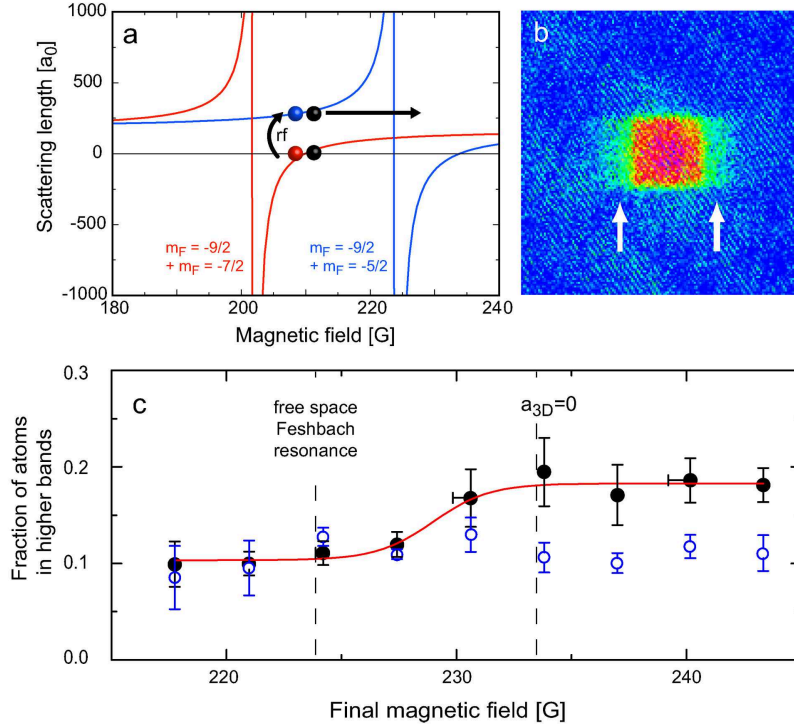 a
Scattering length [a0]
1000
500
0
-500
-1000
rf
mF = -9/2
+ mF = -7/2
mF = -9/2
+ mF = -5/2
180
200
220
240
Magnetic field [G]
b
c
Fraction of atoms
in higher bands
0.3
0.2
0.1
0.0
free space
Feshbach
resonance
a3D=0
220
230
240
Final magnetic field [G]